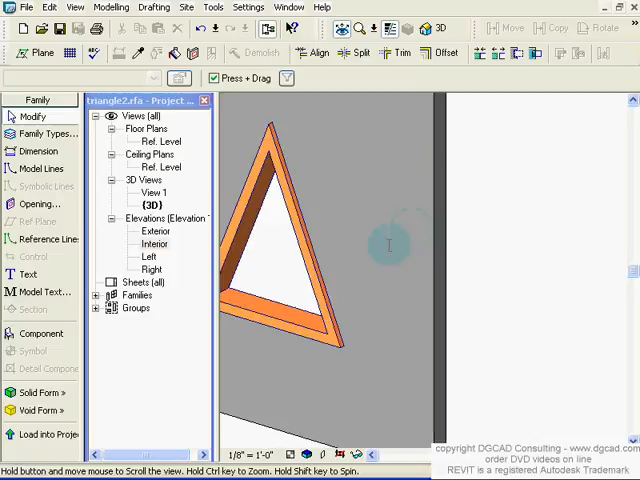 File Edit View Modelling Drafting Site Tools Settings Window Help
Plane Demolish Align Split Trim Offset Move Copy Rotate 3D
Press + Drag
Family
Modify
Family Types...
Dimension
Model Lines
Symbolic Lines
Opening...
Ref Plane
Reference Line
Control
Text
Model Text...
Section
Component
Symbol
Detail Compone
Solid Form »
Void Form »
Load into Proje
triangle2.rfa - Project ...
Views (all)
Floor Plans
Ref. Level
Ceiling Plans
Ref. Level
3D Views
View 1
{3D}
Elevations (Elevation
Exterior
Interior
Left
Right
Sheets (all)
Families
Groups
1/8" = 1'-0"
Hold button and move mouse to Scroll the view. Hold Ctrl key to Zoom. Hold Shift key to Spin.
copyright DGCAD Consulting - www.dgcad.com
order DVD videos on line
REVIT is a registered Autodesk Trademark